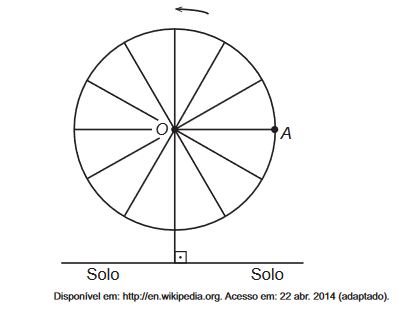 O
A
Solo Solo
Disponível em: http://en.wikipedia.org. Acesso em: 22 abr. 2014 (adaptado).